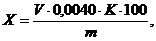 X = V · 0,0040 · K · 100 / m ,